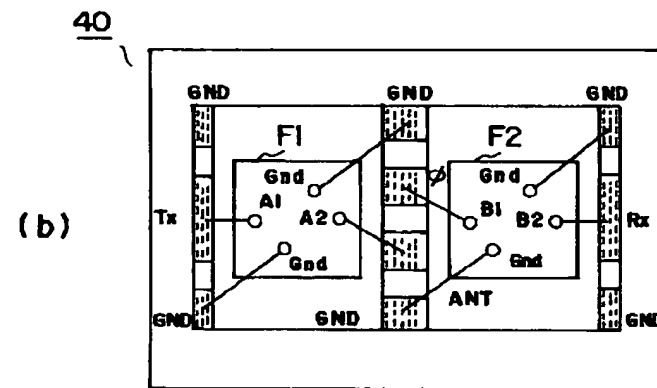 40
GND GND GND
F1 F2
Gnd Gnd
φ
A1
Tx A2 B1 B2 Rx
(b)
Gnd Gnd
ANT
GND GND GND